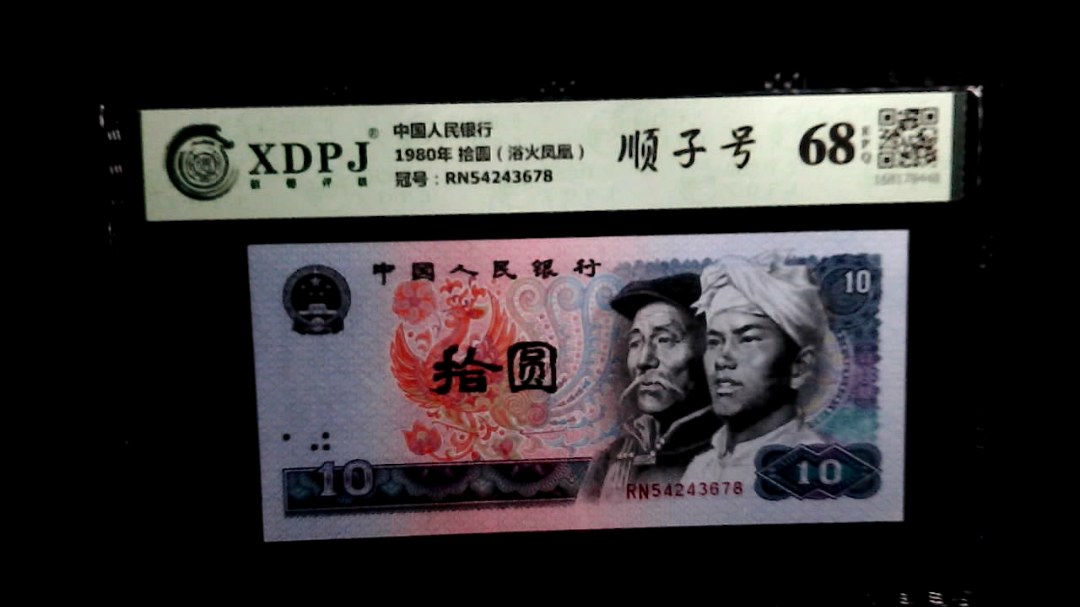 XDPJ®
中国人民银行
1980年 拾圆（浴火凤凰）
冠号：RN54243678
顺子号
68
EPQ
中国人民银行
10
拾圆
10
RN54243678
10